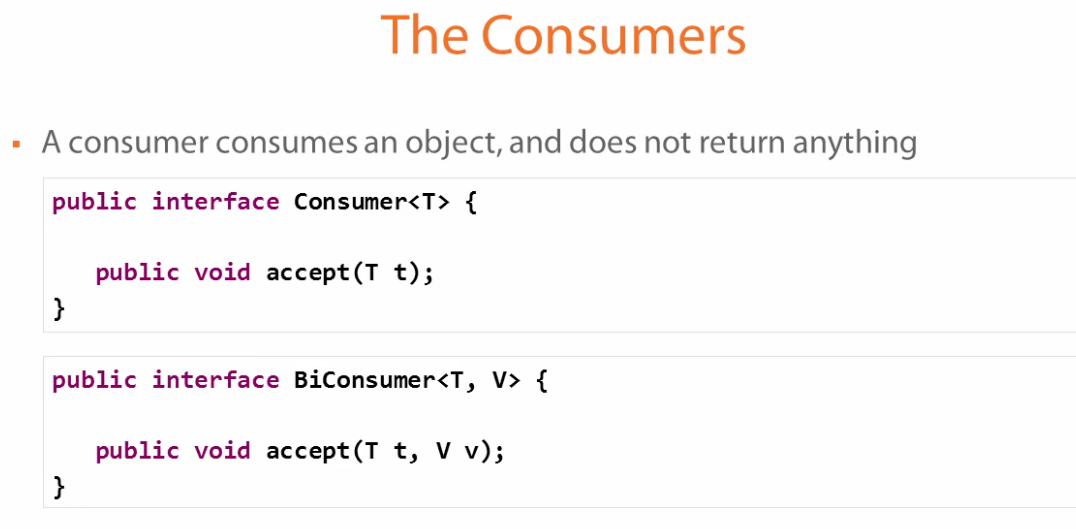 The Consumers
A consumer consumes an object, and does not return anything
public interface Consumer<T> {
public void accept(T t);
}
public interface BiConsumer<T, V> {
public void accept(T t, V v);
}